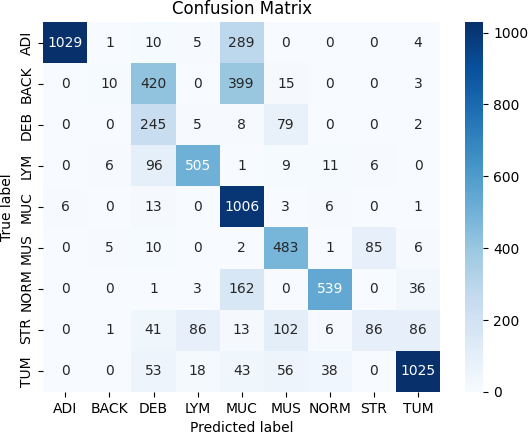 Confusion Matrix
True label
ADI 1029 1 10 5 289 0 0 0 4
BACK 0 10 420 0 399 15 0 0 3
DEB 0 0 245 5 8 79 0 0 2
LYM 0 6 96 505 1 9 11 6 0
MUC 6 0 13 0 1006 3 6 0 1
MUS 0 5 10 0 2 483 1 85 6
NORM 0 0 1 3 162 0 539 0 36
STR 0 1 41 86 13 102 6 86 86
TUM 0 0 53 18 43 56 38 0 1025
ADI BACK DEB LYM MUC MUS NORM STR TUM
Predicted label
1000
800
600
400
200
0